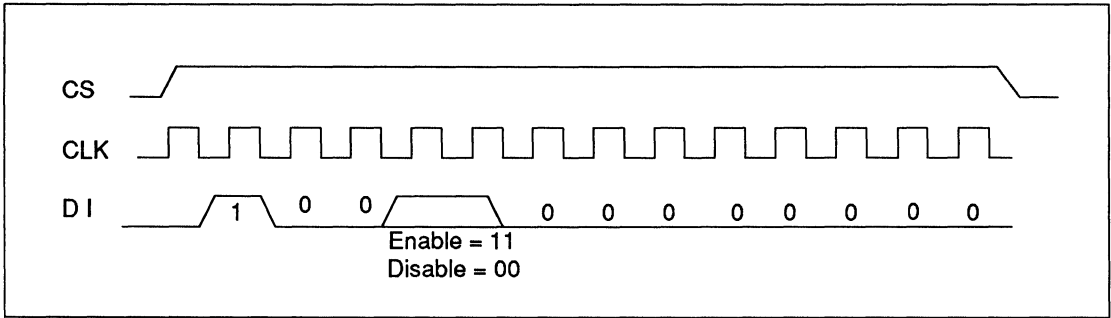 CS
CLK
D I 1 0 0 0 0 0 0 0 0 0 0
Enable = 11
Disable = 00